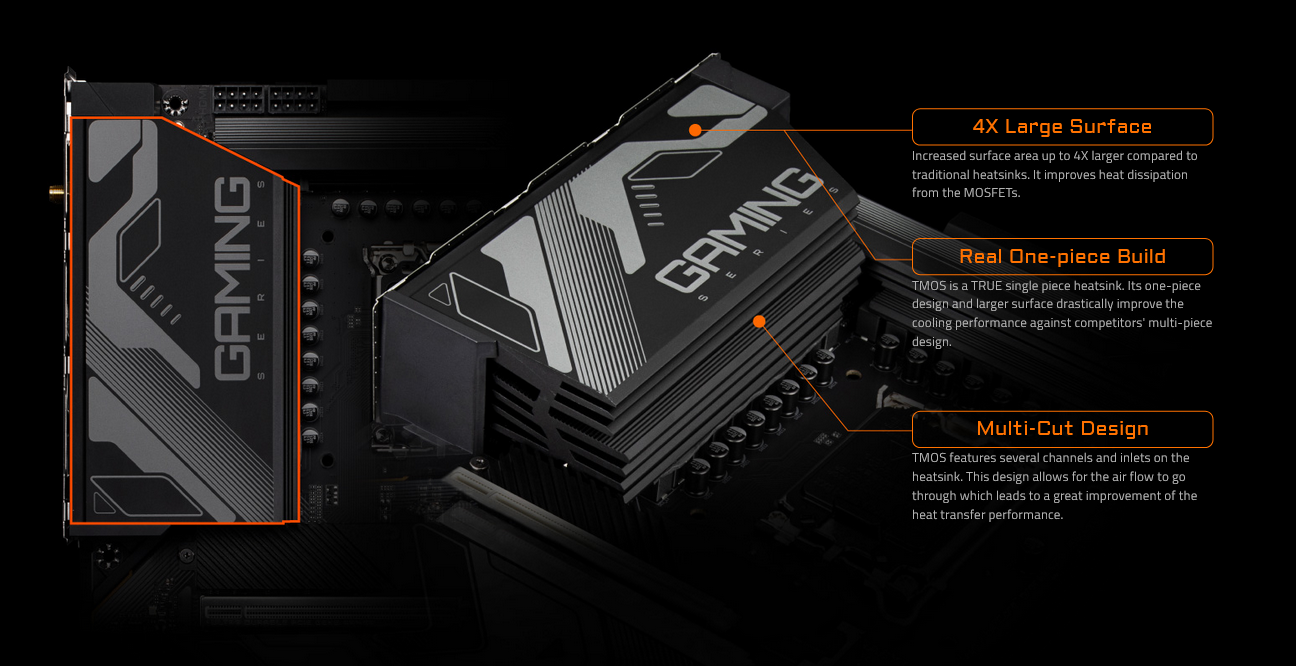 GAMING
SERIES
GAMING
SERIES
4X Large Surface
Increased surface area up to 4X larger compared to
traditional heatsinks. It improves heat dissipation
from the MOSFETs.
Real One-piece Build
TMOS is a TRUE single piece heatsink. Its one-piece
design and larger surface drastically improve the
cooling performance against competitors' multi-piece
design.
Multi-Cut Design
TMOS features several channels and inlets on the
heatsink. This design allows for the air flow to go
through which leads to a great improvement of the
heat transfer performance.